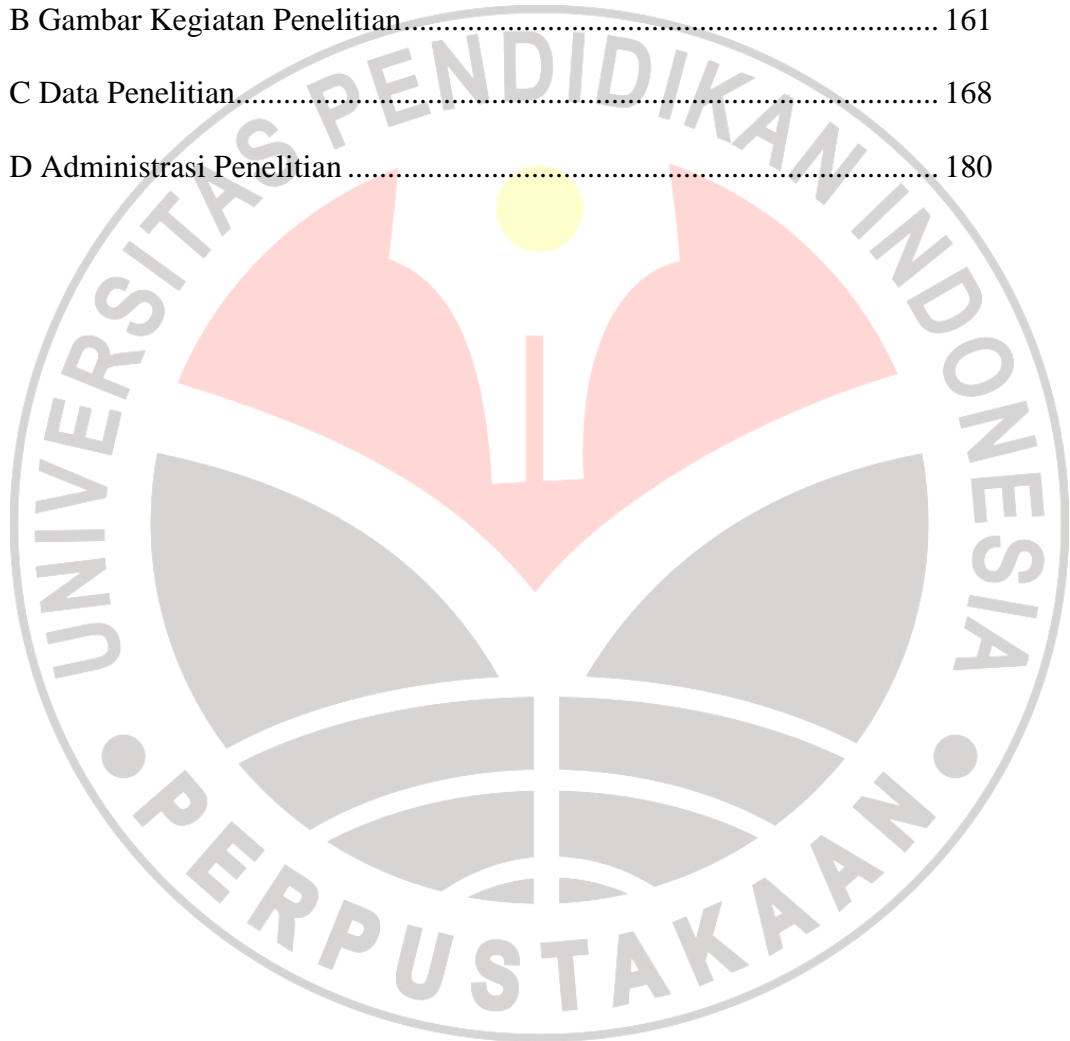 B Gambar Kegiatan Penelitian.................................................................... 161
C Data Penelitian......................................................................................... 168
D Administrasi Penelitian ........................................................................... 180
UNIVERSITAS PENDIDIKAN INDONESIA
PERPUSTAKAAN